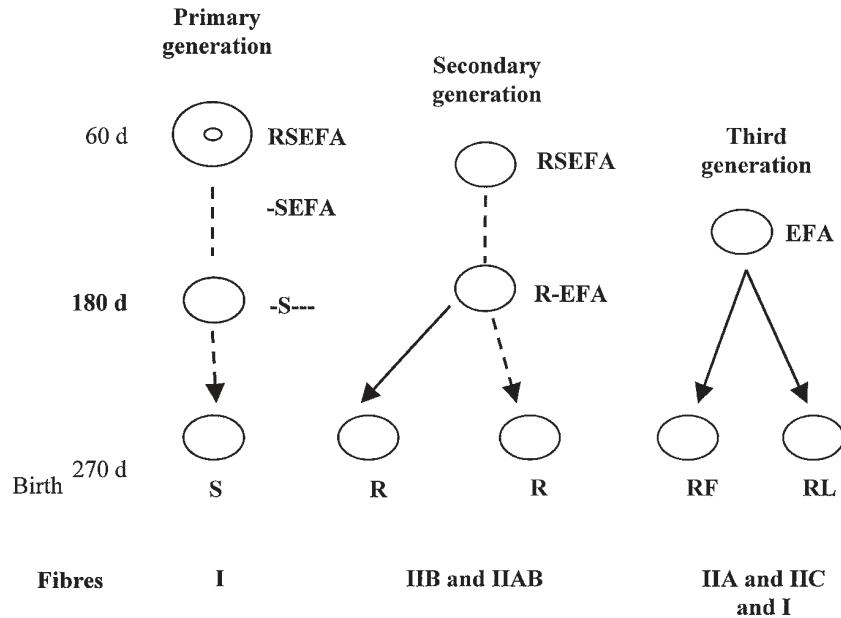 Primary
generation
Secondary
generation
Third
generation
60 d
RSEFA
RSEFA
-SEFA
EFA
180 d
-S---
R-EFA
270 d
Birth
S
R
R
RF
RL
Fibres
I
IIB and IIAB
IIA and IIC
and I